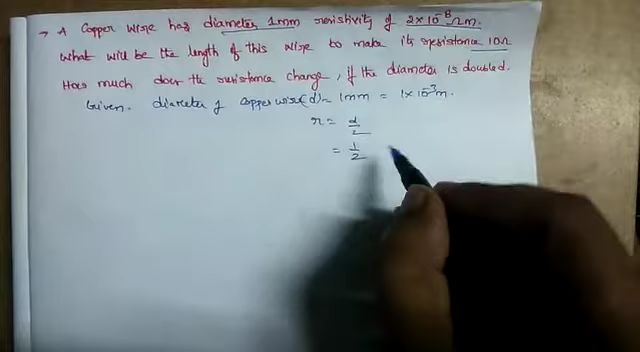 → A Copper wire has diameter 1mm resistivity of 2×10⁻⁸ Ωm.
What will be the length of this wire to make its resistance 10Ω
How much does the resistance change, if the diameter is doubled.
Given. diameter of copper wire(d) = 1mm = 1×10⁻³m.
r = d/2
= 1/2